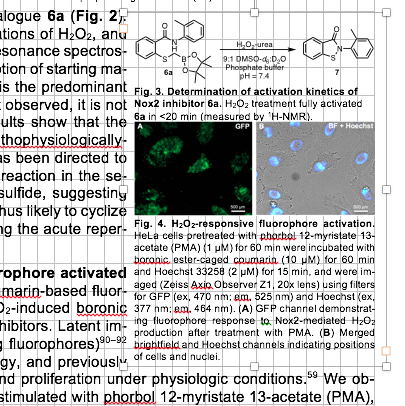 alogue 6a (Fig. 2).
ations of H₂O₂, and
esonance spectros-
otion of starting ma-
is the predominant
t observed, it is not
ults show that the
thophysiologically-
as been directed to
reaction in the se-
sulfide, suggesting
hus likely to cyclize
ng the acute reper-
rophore activated
marin-based fluor-
O₂-induced boronic
hibitors. Latent im-
g fluorophores)⁹⁰⁻⁹²
gy, and previously
6a
H₂O₂-urea
9:1 DMSO-d₆:D₂O
Phosphate buffer
pH = 7.4
7
Fig. 3. Determination of activation kinetics of
Nox2 inhibitor 6a. H₂O₂ treatment fully activated
6a in <20 min (measured by ¹H-NMR).
A GFP
500 µm
B BF + Hoechst
500 µm
Fig. 4. H₂O₂-responsive fluorophore activation.
HeLa cells pretreated with phorbol 12-myristate 13-
acetate (PMA) (1 µM) for 60 min were incubated with
boronic ester-caged coumarin (10 µM) for 60 min
and Hoechst 33258 (2 µM) for 15 min, and were im-
aged (Zeiss Axio Observer Z1, 20x lens) using filters
for GFP (ex, 470 nm; em, 525 nm) and Hoechst (ex,
377 nm; em, 464 nm). (A) GFP channel demonstrat-
ing fluorophore response to Nox2-mediated H₂O₂
production after treatment with PMA. (B) Merged
brightfield and Hoechst channels indicating positions
of cells and nuclei.
nd proliferation under physiologic conditions.⁵⁹ We ob-
stimulated with phorbol 12-myristate 13-acetate (PMA),